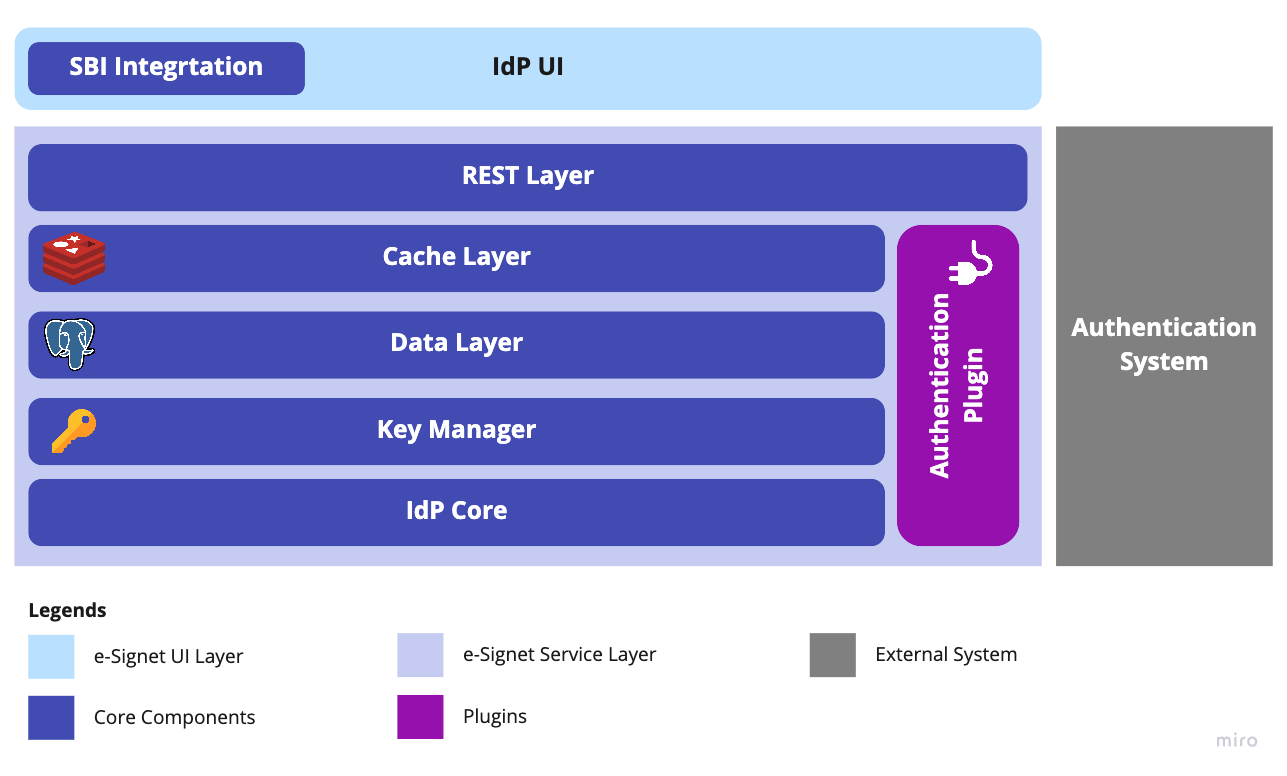 SBI Integrtation
IdP UI
REST Layer
Cache Layer
Data Layer
Key Manager
IdP Core
Authentication
Plugin
Authentication
System
Legends
e-Signet UI Layer
e-Signet Service Layer
External System
Core Components
Plugins
miro